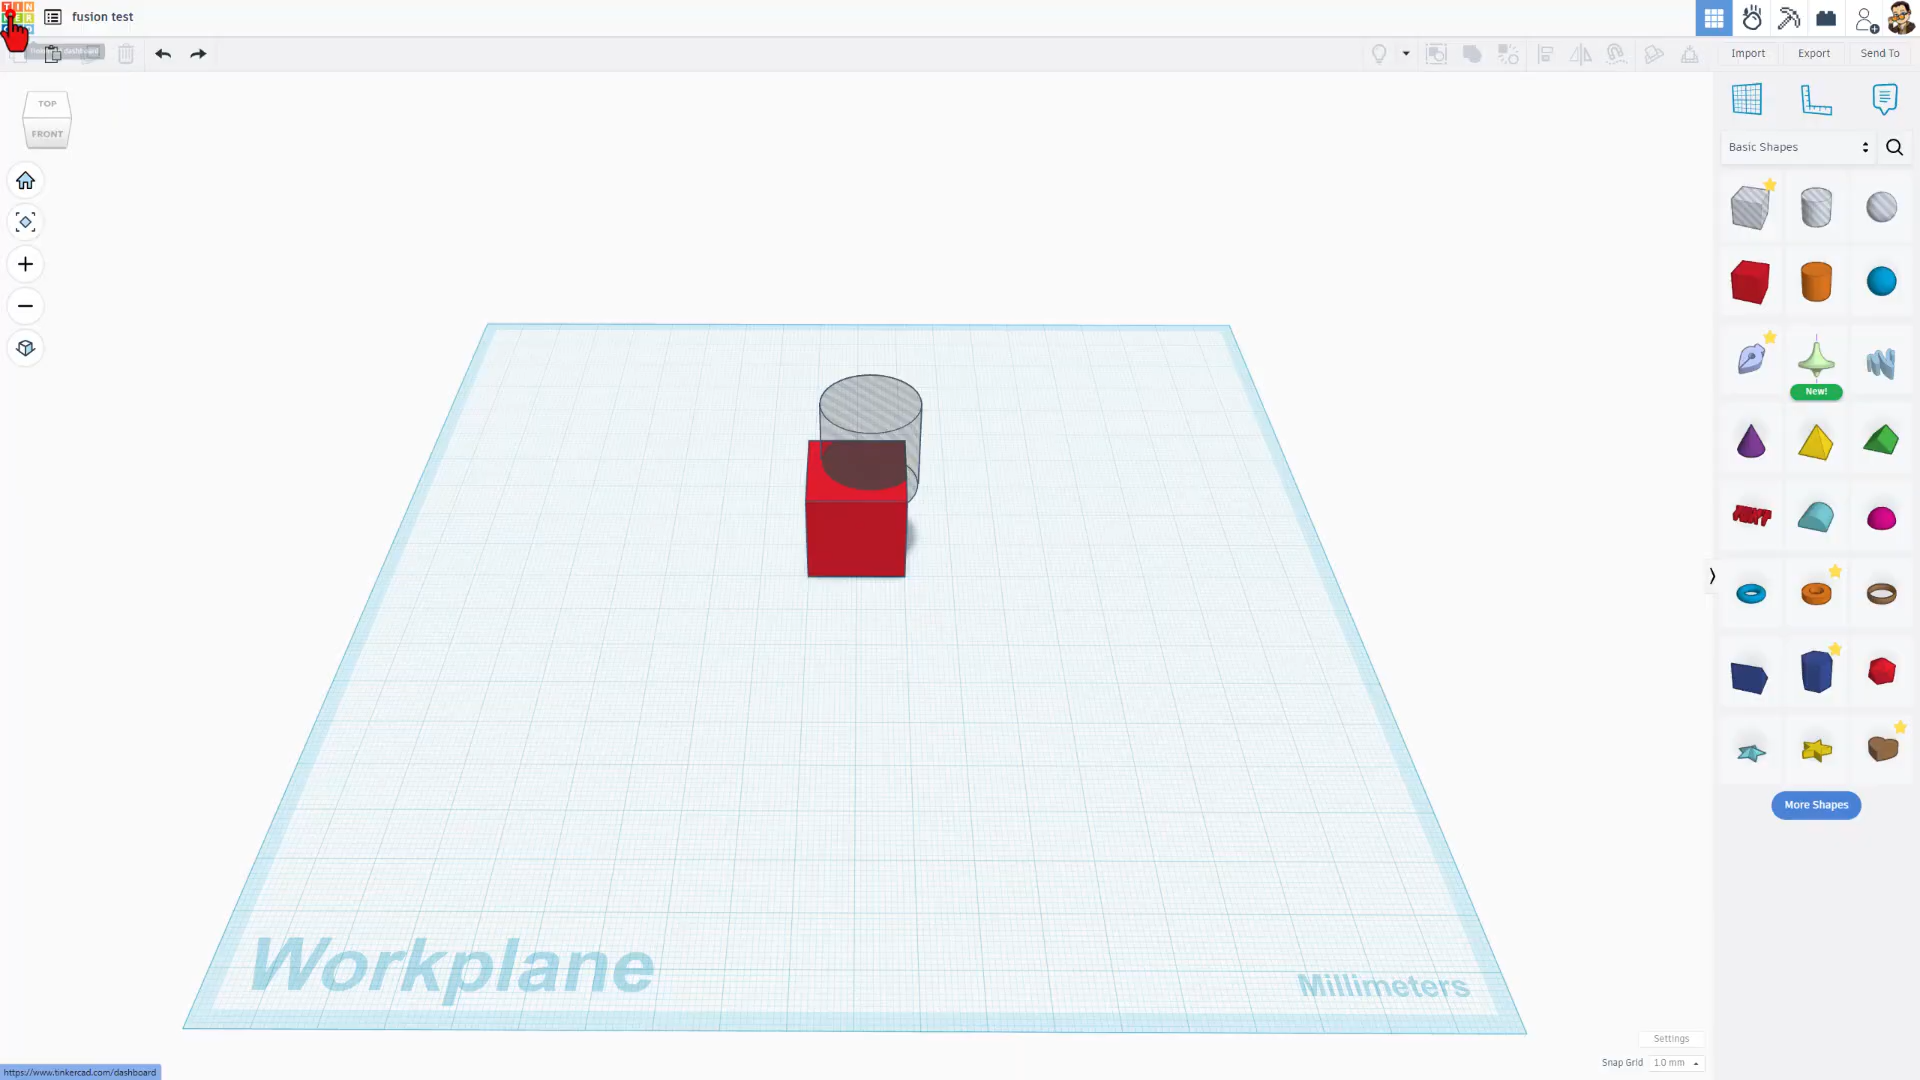 fusion test
Import
Export
Send To
TOP
FRONT
Basic Shapes
New!
More Shapes
Workplane
Millimeters
Settings
Snap Grid 1.0 mm
https://www.tinkercad.com/dashboard